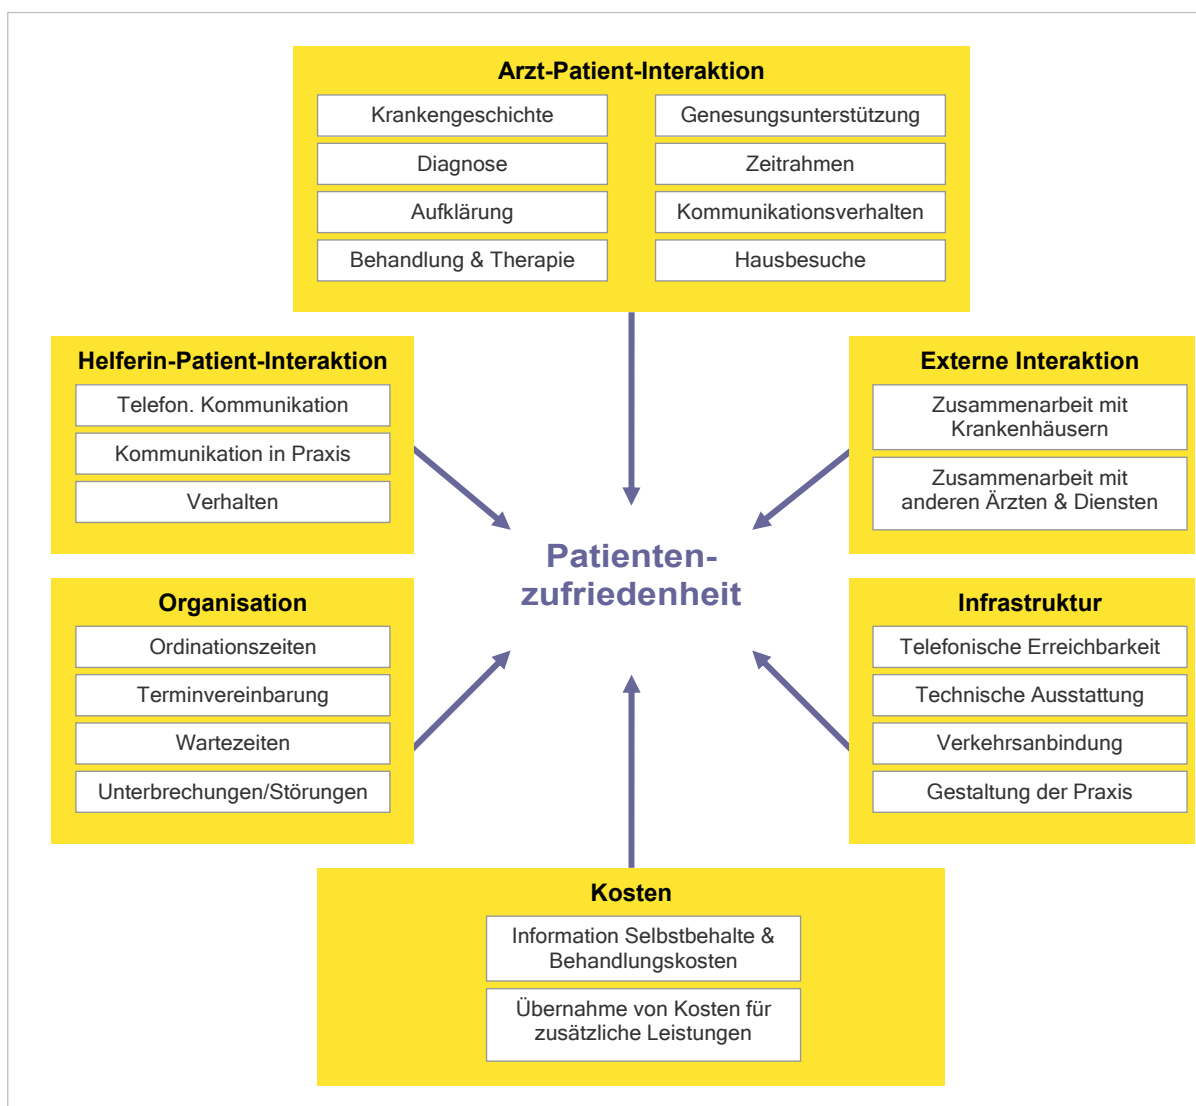 Arzt-Patient-Interaktion
Krankengeschichte
Diagnose
Aufklärung
Behandlung & Therapie
Genesungsunterstützung
Zeitrahmen
Kommunikationsverhalten
Hausbesuche
Helferin-Patient-Interaktion
Telefon. Kommunikation
Kommunikation in Praxis
Verhalten
Externe Interaktion
Zusammenarbeit mit
Krankenhäusern
Zusammenarbeit mit
anderen Ärzten & Diensten
Patienten-
zufriedenheit
Organisation
Ordinationszeiten
Terminvereinbarung
Wartezeiten
Unterbrechungen/Störungen
Infrastruktur
Telefonische Erreichbarkeit
Technische Ausstattung
Verkehrsanbindung
Gestaltung der Praxis
Kosten
Information Selbstbehalte &
Behandlungskosten
Übernahme von Kosten für
zusätzliche Leistungen